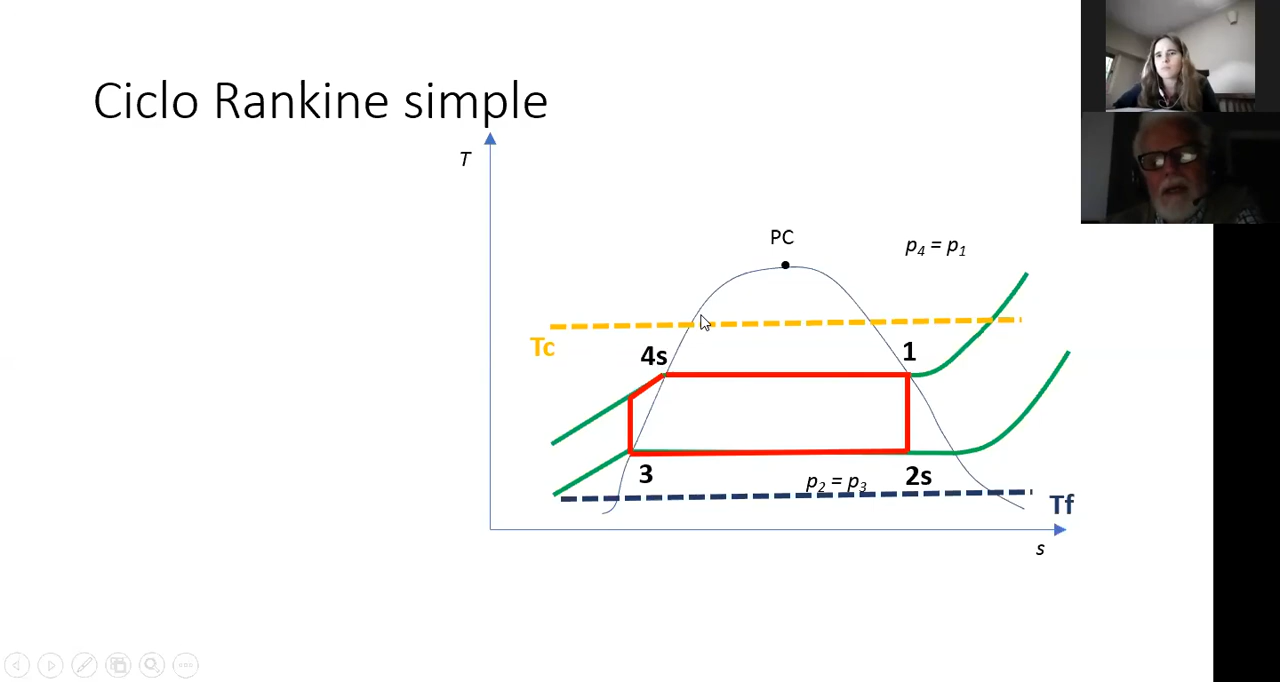 Ciclo Rankine simple
T
PC
p4 = p1
Tc
4s
1
3
p2 = p3
2s
Tf
s